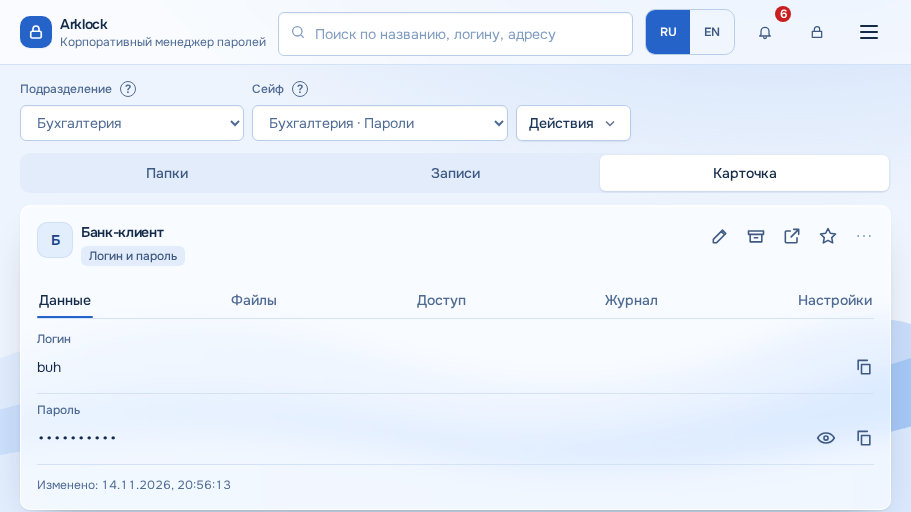 Arklock
Корпоративный менеджер паролей
Поиск по названию, логину, адресу
RU
EN
6
Подразделение ?
Сейф ?
Бухгалтерия
Бухгалтерия · Пароли
Действия
Папки
Записи
Карточка
Б
Банк-клиент
Логин и пароль
Данные
Файлы
Доступ
Журнал
Настройки
Логин
buh
Пароль
••••••••••
Изменено: 14.11.2026, 20:56:13